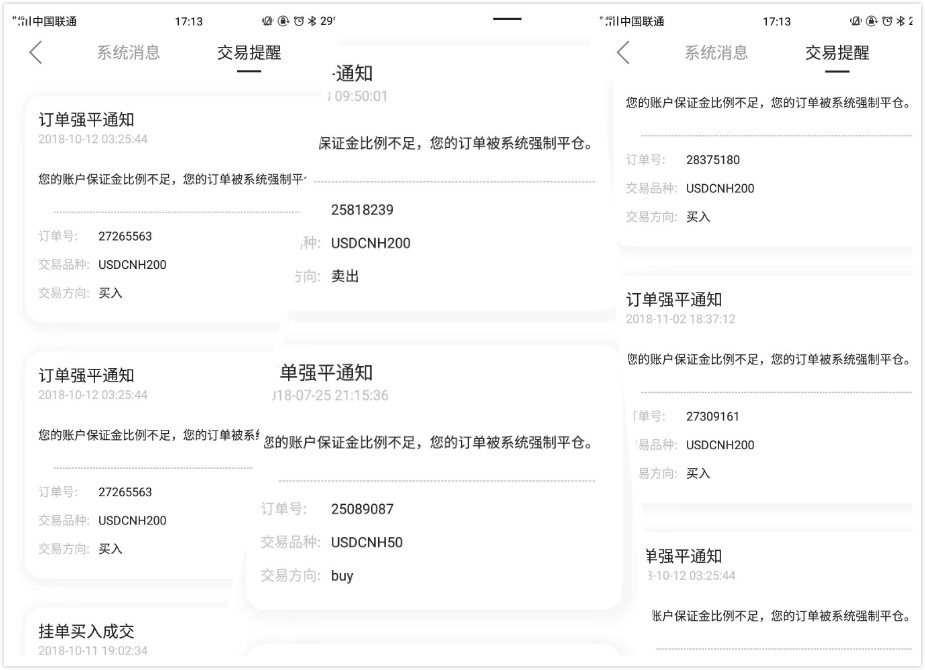 中国联通 17:13 29
系统消息 交易提醒
订单强平通知
2018-10-12 03:25:44
您的账户保证金比例不足，您的订单被系统强制平
订单号: 27265563
交易品种: USDCNH200
交易方向: 买入
订单强平通知
2018-10-12 03:25:44
您的账户保证金比例不足，您的订单被系
订单号: 27265563
交易品种: USDCNH200
交易方向: 买入
挂单买入成交
2018-10-11 19:02:34
通知
09:50:01
保证金比例不足，您的订单被系统强制平仓。
25818239
种: USDCNH200
方向: 卖出
单强平通知
018-07-25 21:15:36
您的账户保证金比例不足，您的订单被系统强制平仓。
订单号: 25089087
交易品种: USDCNH50
交易方向: buy
中国联通 17:13
系统消息 交易提醒
您的账户保证金比例不足，您的订单被系统强制平仓。
订单号: 28375180
交易品种: USDCNH200
交易方向: 买入
订单强平通知
2018-11-02 18:37:12
您的账户保证金比例不足，您的订单被系统强制平仓。
订单号: 27309161
易品种: USDCNH200
易方向: 买入
单强平通知
-10-12 03:25:44
账户保证金比例不足，您的订单被系统强制平仓。